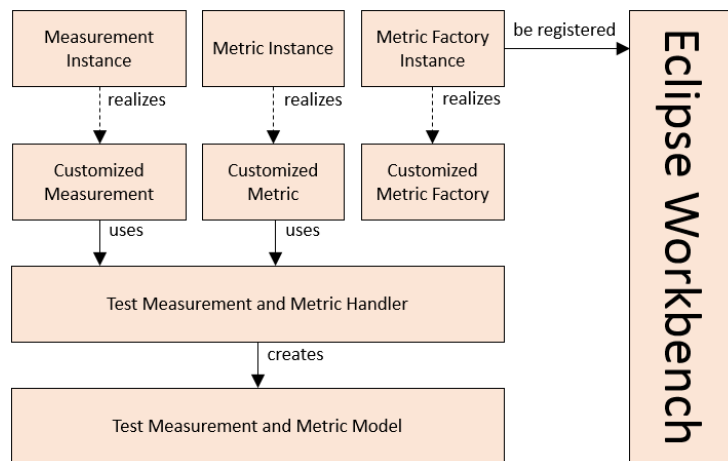 Measurement
Instance
Metric Instance
Metric Factory
Instance
be registered
Eclipse Workbench
realizes
realizes
realizes
Customized
Measurement
Customized
Metric
Customized
Metric Factory
uses
uses
Test Measurement and Metric Handler
creates
Test Measurement and Metric Model